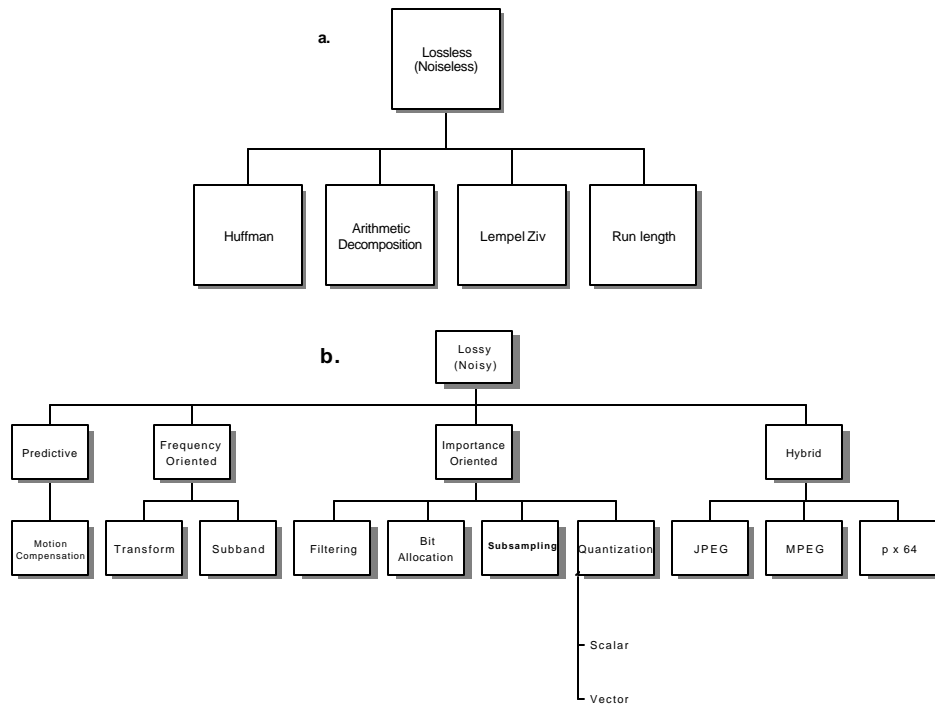 a.
Lossless
(Noiseless)
Huffman
Arithmetic
Decomposition
Lempel Ziv
Run length
b.
Lossy
(Noisy)
Predictive
Frequency
Oriented
Importance
Oriented
Hybrid
Motion
Compensation
Transform
Subband
Filtering
Bit
Allocation
Subsampling
Quantization
JPEG
MPEG
p x 64
Scalar
Vector